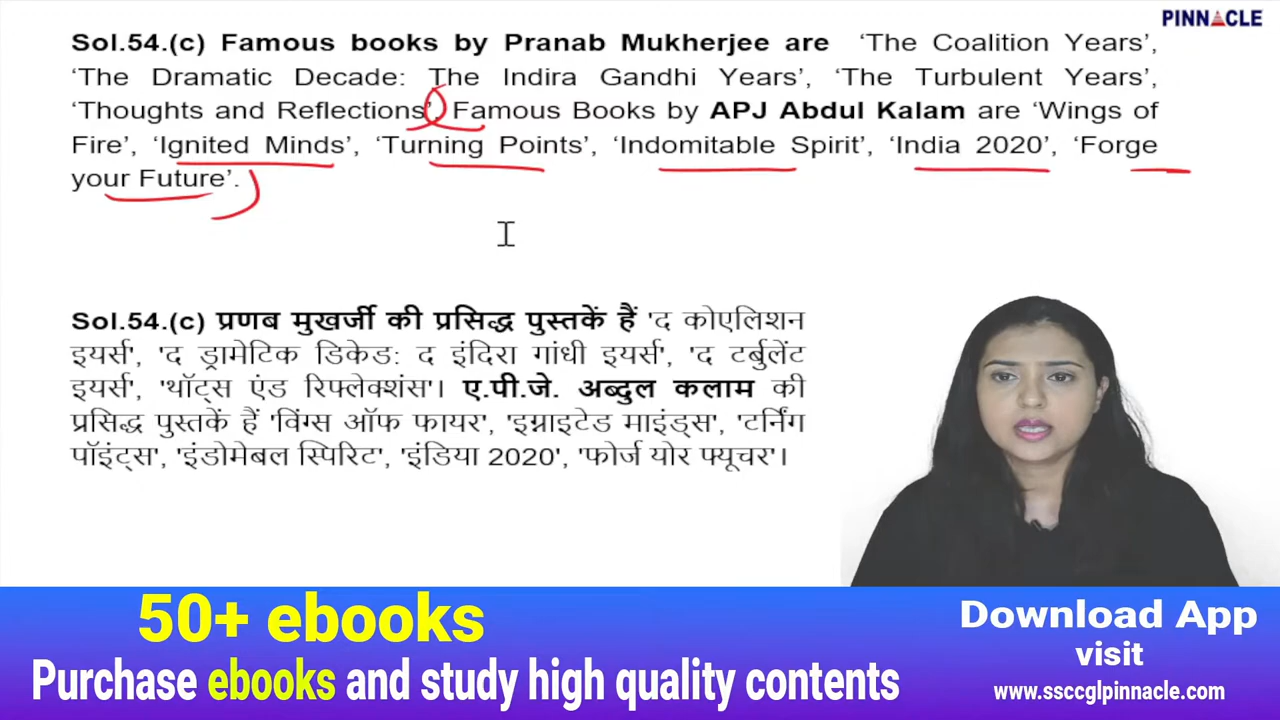 PINNACLE
Sol.54.(c) Famous books by Pranab Mukherjee are ‘The Coalition Years’,
‘The Dramatic Decade: The Indira Gandhi Years’, ‘The Turbulent Years’,
‘Thoughts and Reflections’, Famous Books by APJ Abdul Kalam are ‘Wings of
Fire’, ‘Ignited Minds’, ‘Turning Points’, ‘Indomitable Spirit’, ‘India 2020’, ‘Forge
your Future’.
Sol.54.(c) प्रणब मुखर्जी की प्रसिद्ध पुस्तकें हैं 'द कोएलिशन
इयर्स', 'द ड्रामेटिक डिकेड: द इंदिरा गांधी इयर्स', 'द टर्बुलेंट
इयर्स', 'थॉट्स एंड रिफ्लेक्शंस'। ए.पी.जे. अब्दुल कलाम की
प्रसिद्ध पुस्तकें हैं 'विंग्स ऑफ फायर', 'इग्नाइटेड माइंड्स', 'टर्निंग
पॉइंट्स', 'इंडोमेबल स्पिरिट', 'इंडिया 2020', 'फोर्ज योर फ्यूचर'।
50+ ebooks
Purchase ebooks and study high quality contents
Download App
visit
www.ssccglpinnacle.com